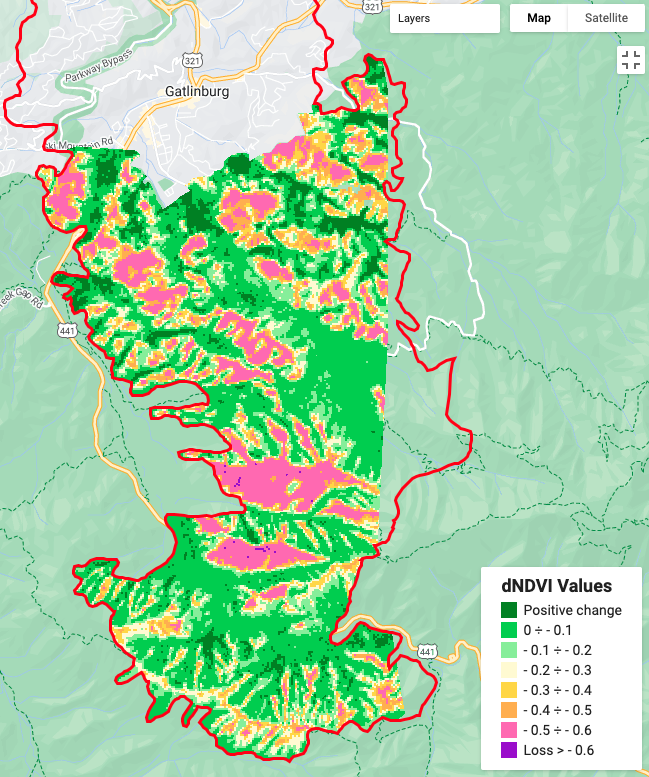 321
Layers
Map Satellite
321
Parkway Bypass
Gatlinburg
Ski Mountain Rd
reek Gap Rd
441
dNDVI Values
Positive change
0 ÷ - 0.1
- 0.1 ÷ - 0.2
- 0.2 ÷ - 0.3
- 0.3 ÷ - 0.4
- 0.4 ÷ - 0.5
- 0.5 ÷ - 0.6
Loss > - 0.6
441